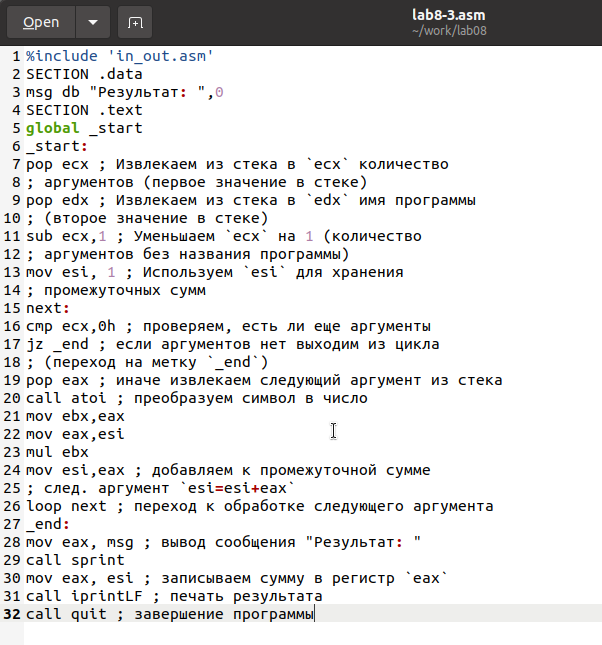 Open
lab8-3.asm
~/work/lab08
1 %include 'in_out.asm'
2 SECTION .data
3 msg db "Результат: ",0
4 SECTION .text
5 global _start
6 _start:
7 pop ecx ; Извлекаем из стека в `ecx` количество
8 ; аргументов (первое значение в стеке)
9 pop edx ; Извлекаем из стека в `edx` имя программы
10 ; (второе значение в стеке)
11 sub ecx,1 ; Уменьшаем `ecx` на 1 (количество
12 ; аргументов без названия программы)
13 mov esi, 1 ; Используем `esi` для хранения
14 ; промежуточных сумм
15 next:
16 cmp ecx,0h ; проверяем, есть ли еще аргументы
17 jz _end ; если аргументов нет выходим из цикла
18 ; (переход на метку `_end`)
19 pop eax ; иначе извлекаем следующий аргумент из стека
20 call atoi ; преобразуем символ в число
21 mov ebx,eax
22 mov eax,esi
23 mul ebx
24 mov esi,eax ; добавляем к промежуточной сумме
25 ; след. аргумент `esi=esi+eax`
26 loop next ; переход к обработке следующего аргумента
27 _end:
28 mov eax, msg ; вывод сообщения "Результат: "
29 call sprint
30 mov eax, esi ; записываем сумму в регистр `eax`
31 call iprintLF ; печать результата
32 call quit ; завершение программы